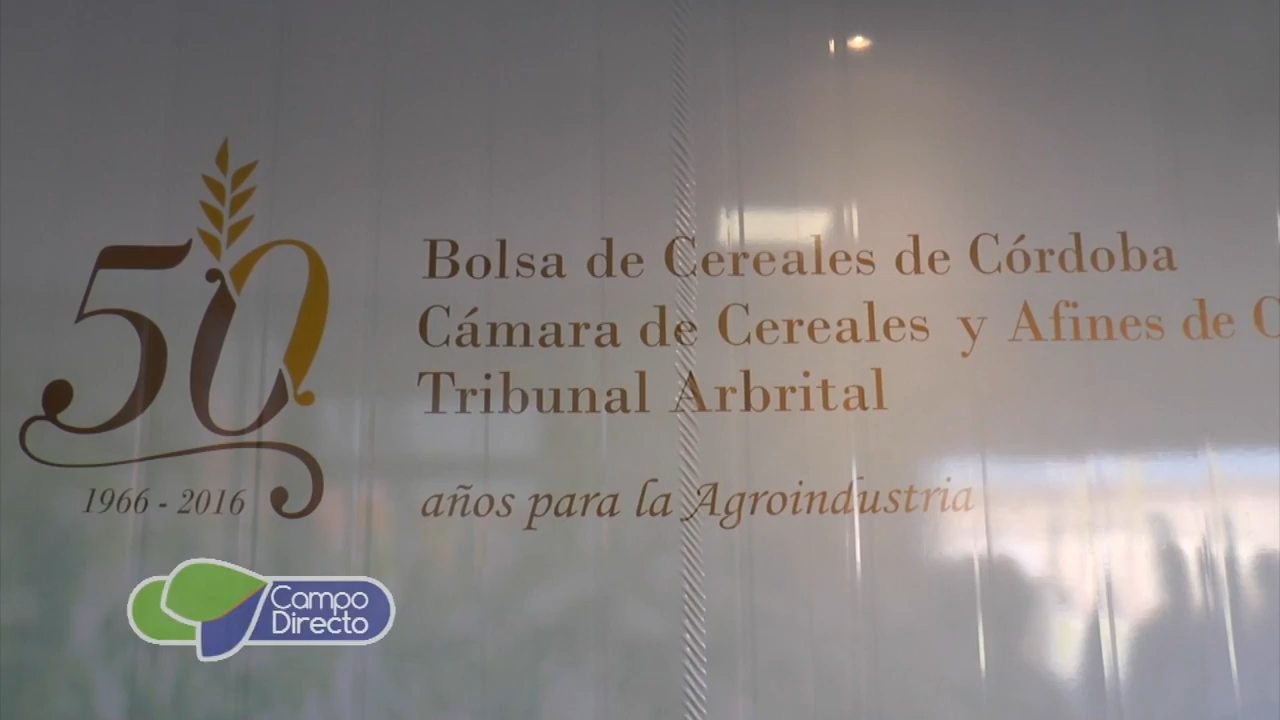 50
1966 - 2016
Bolsa de Cereales de Córdoba
Cámara de Cereales y Afines de C
Tribunal Arbrital
años para la Agroindustria
Campo
Directo